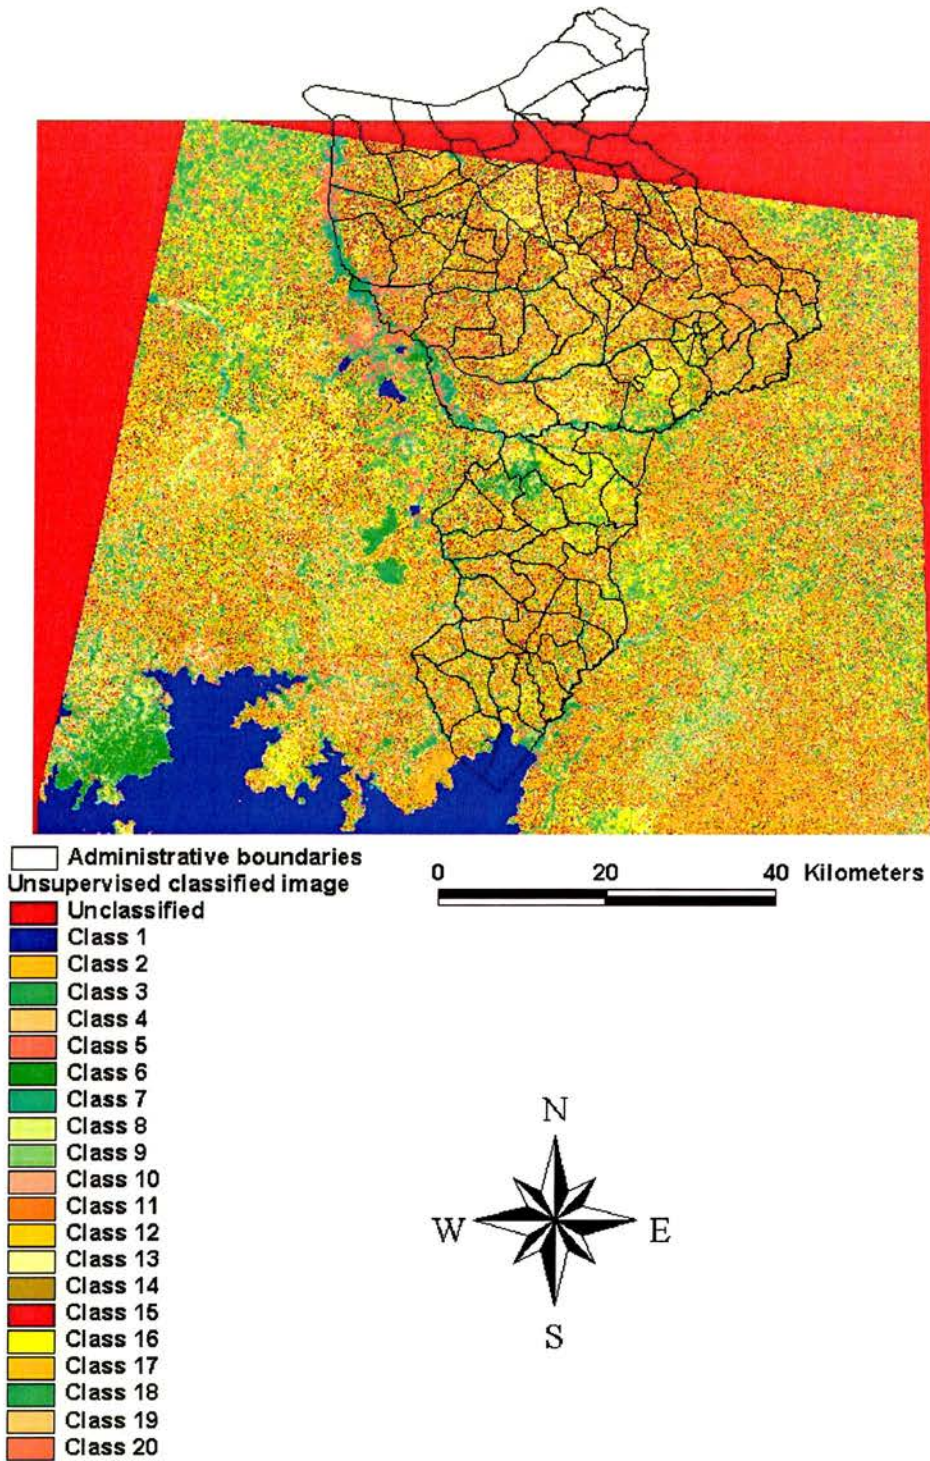 Administrative boundaries
0 20 40 Kilometers
Unsupervised classified image
Unclassified
Class 1
Class 2
Class 3
Class 4
Class 5
Class 6
Class 7
Class 8
Class 9
Class 10
Class 11
Class 12
Class 13
Class 14
Class 15
Class 16
Class 17
Class 18
Class 19
Class 20
N
W E
S